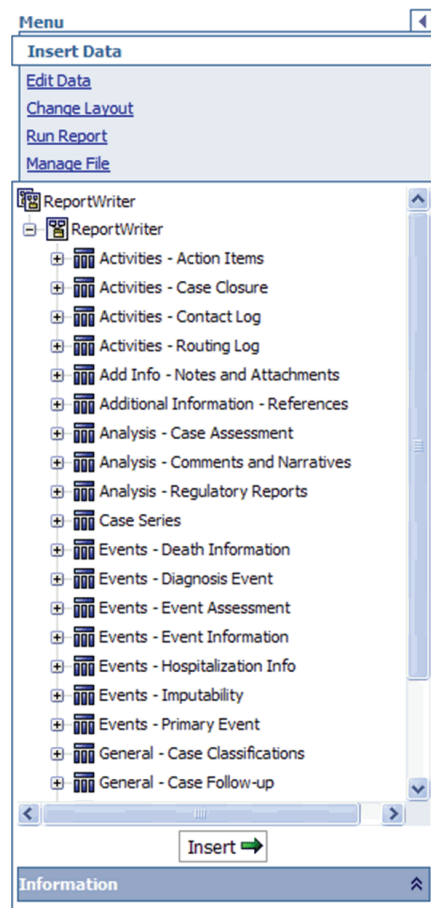 Menu
Insert Data
Edit Data
Change Layout
Run Report
Manage File
ReportWriter
ReportWriter
Activities - Action Items
Activities - Case Closure
Activities - Contact Log
Activities - Routing Log
Add Info - Notes and Attachments
Additional Information - References
Analysis - Case Assessment
Analysis - Comments and Narratives
Analysis - Regulatory Reports
Case Series
Events - Death Information
Events - Diagnosis Event
Events - Event Assessment
Events - Event Information
Events - Hospitalization Info
Events - Imputability
Events - Primary Event
General - Case Classifications
General - Case Follow-up
Insert
Information